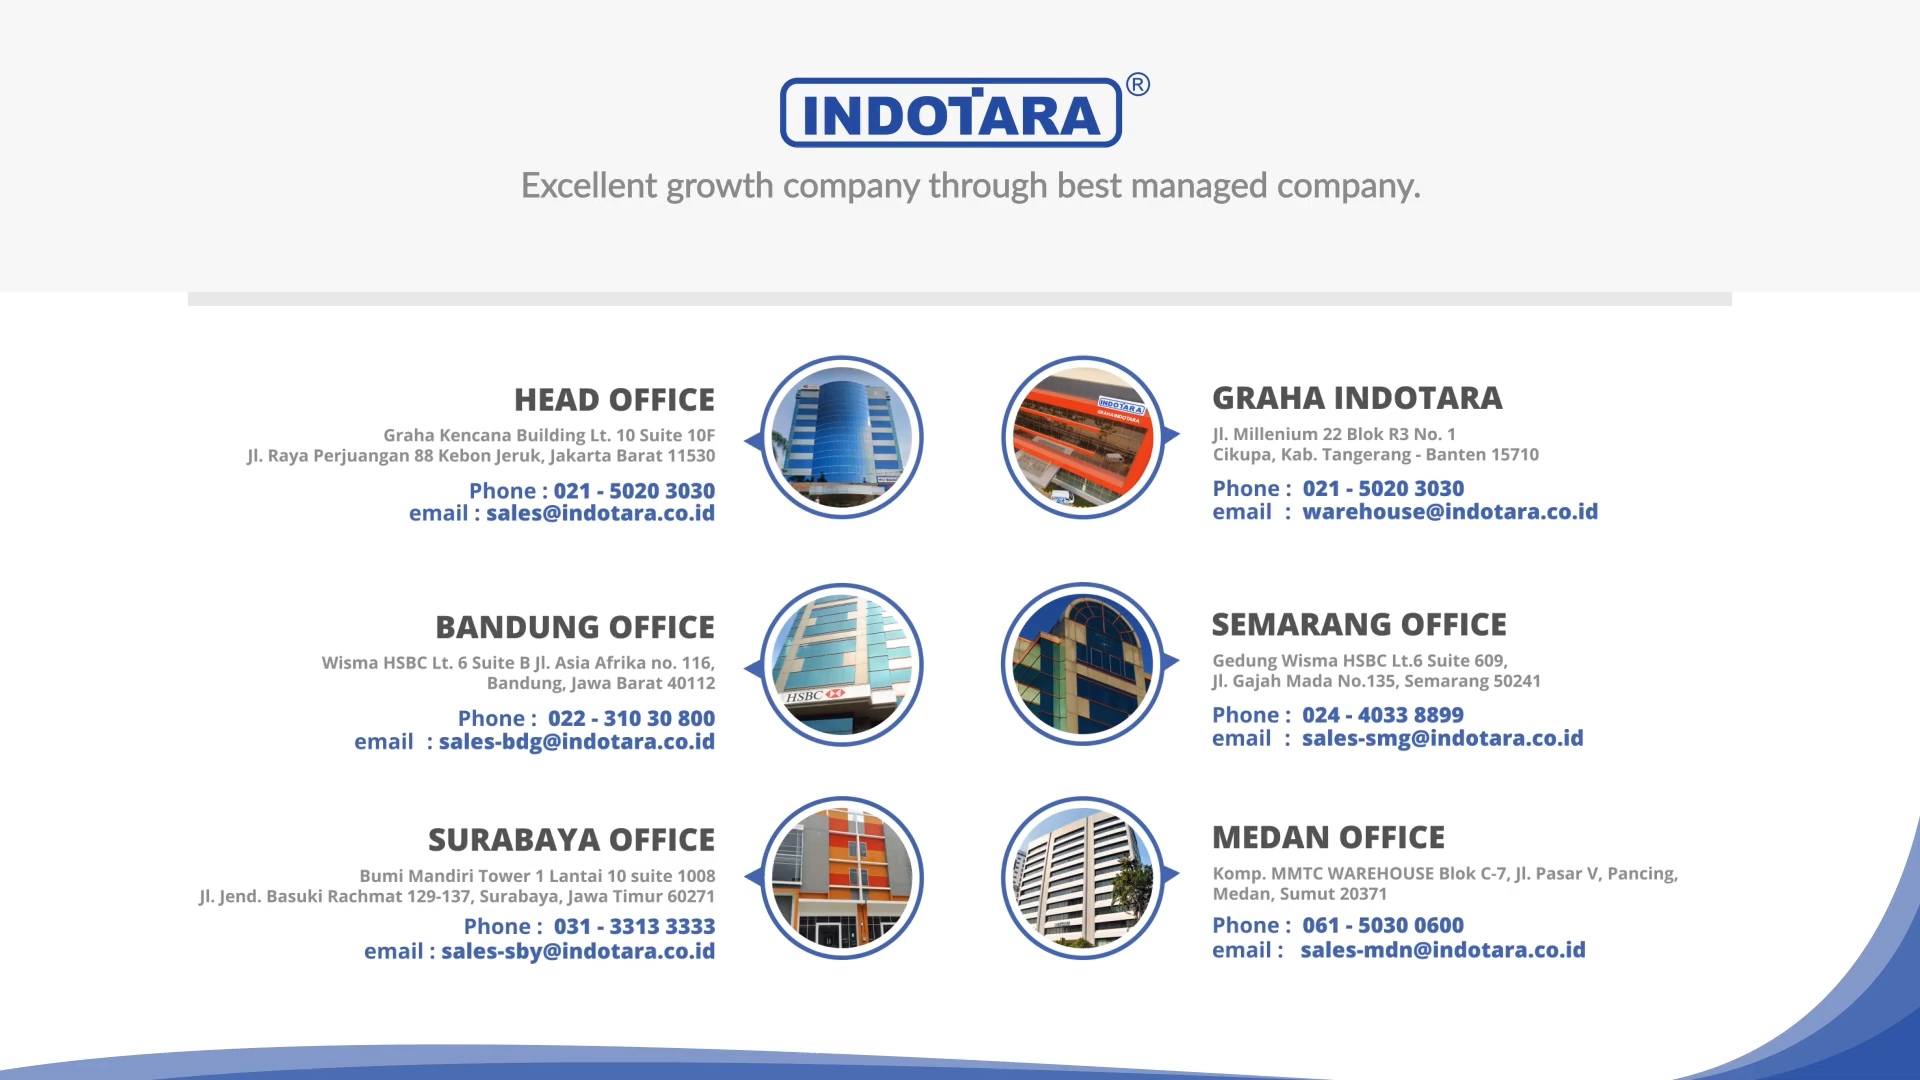 INDOTARA ®
Excellent growth company through best managed company.
HEAD OFFICE
Graha Kencana Building Lt. 10 Suite 10F
Jl. Raya Perjuangan 88 Kebon Jeruk, Jakarta Barat 11530
Phone : 021 - 5020 3030
email : sales@indotara.co.id
GRAHA INDOTARA
Jl. Millenium 22 Blok R3 No. 1
Cikupa, Kab. Tangerang - Banten 15710
Phone : 021 - 5020 3030
email : warehouse@indotara.co.id
INDOTARA
GRAHA INDOTARA
BANDUNG OFFICE
Wisma HSBC Lt. 6 Suite B Jl. Asia Afrika no. 116,
Bandung, Jawa Barat 40112
Phone : 022 - 310 30 800
email : sales-bdg@indotara.co.id
HSBC
SEMARANG OFFICE
Gedung Wisma HSBC Lt.6 Suite 609,
Jl. Gajah Mada No.135, Semarang 50241
Phone : 024 - 4033 8899
email : sales-smg@indotara.co.id
SURABAYA OFFICE
Bumi Mandiri Tower 1 Lantai 10 suite 1008
Jl. Jend. Basuki Rachmat 129-137, Surabaya, Jawa Timur 60271
Phone : 031 - 3313 3333
email : sales-sby@indotara.co.id
MEDAN OFFICE
Komp. MMTC WAREHOUSE Blok C-7, Jl. Pasar V, Pancing,
Medan, Sumut 20371
Phone : 061 - 5030 0600
email : sales-mdn@indotara.co.id